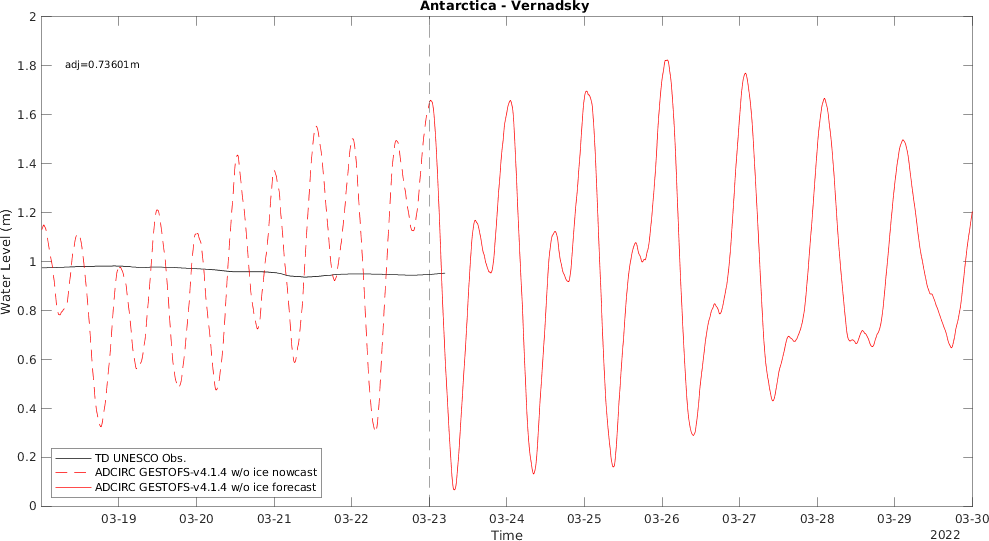 Antarctica - Vernadsky
2
1.8
1.6
1.4
1.2
1
0.8
0.6
0.4
0.2
0
Water Level (m)
adj=0.73601m
TD UNESCO Obs.
ADCIRC GESTOFS-v4.1.4 w/o ice nowcast
ADCIRC GESTOFS-v4.1.4 w/o ice forecast
03-19 03-20 03-21 03-22 03-23 03-24 03-25 03-26 03-27 03-28 03-29 03-30
Time
2022